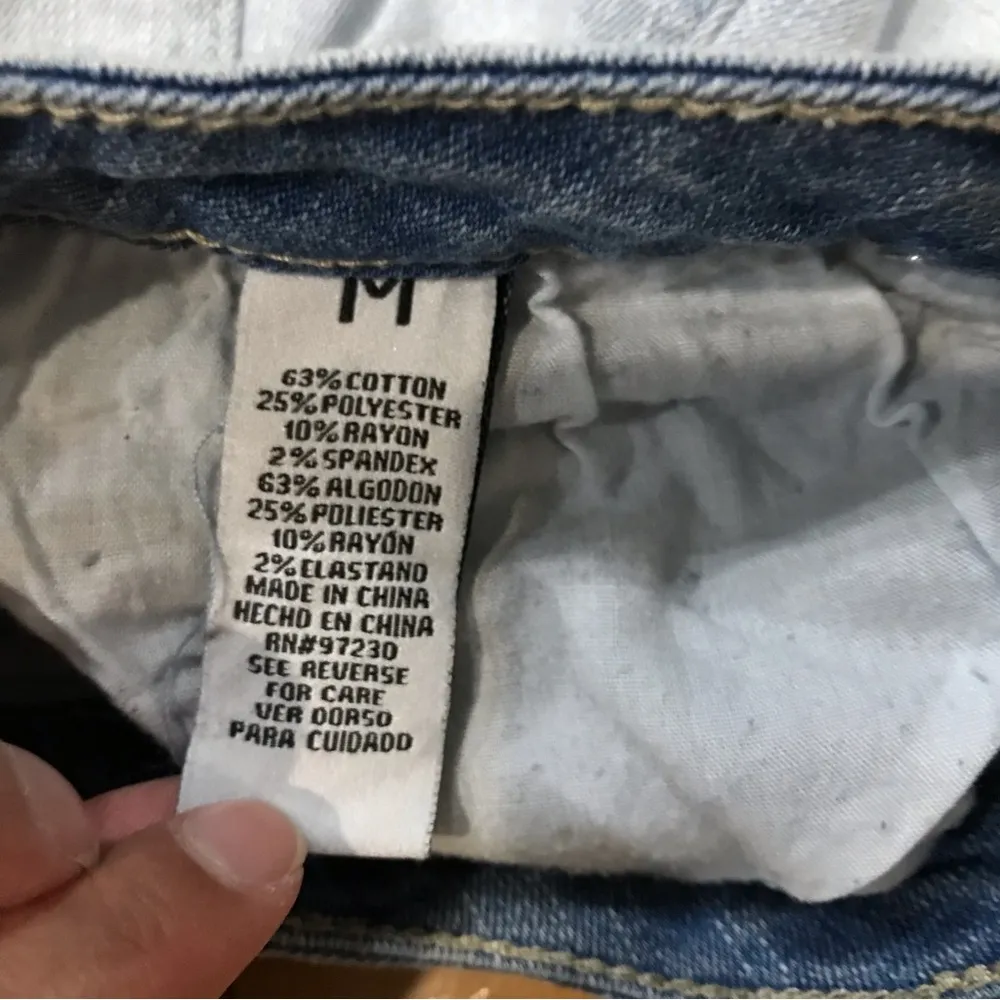 M
63% COTTON
25% POLYESTER
10% RAYON
2% SPANDEX
63% ALGODON
25% POLIESTER
10% RAYÓN
2% ELASTAND
MADE IN CHINA
HECHO EN CHINA
RN#97230
SEE REVERSE
FOR CARE
VER DORSO
PARA CUIDADO